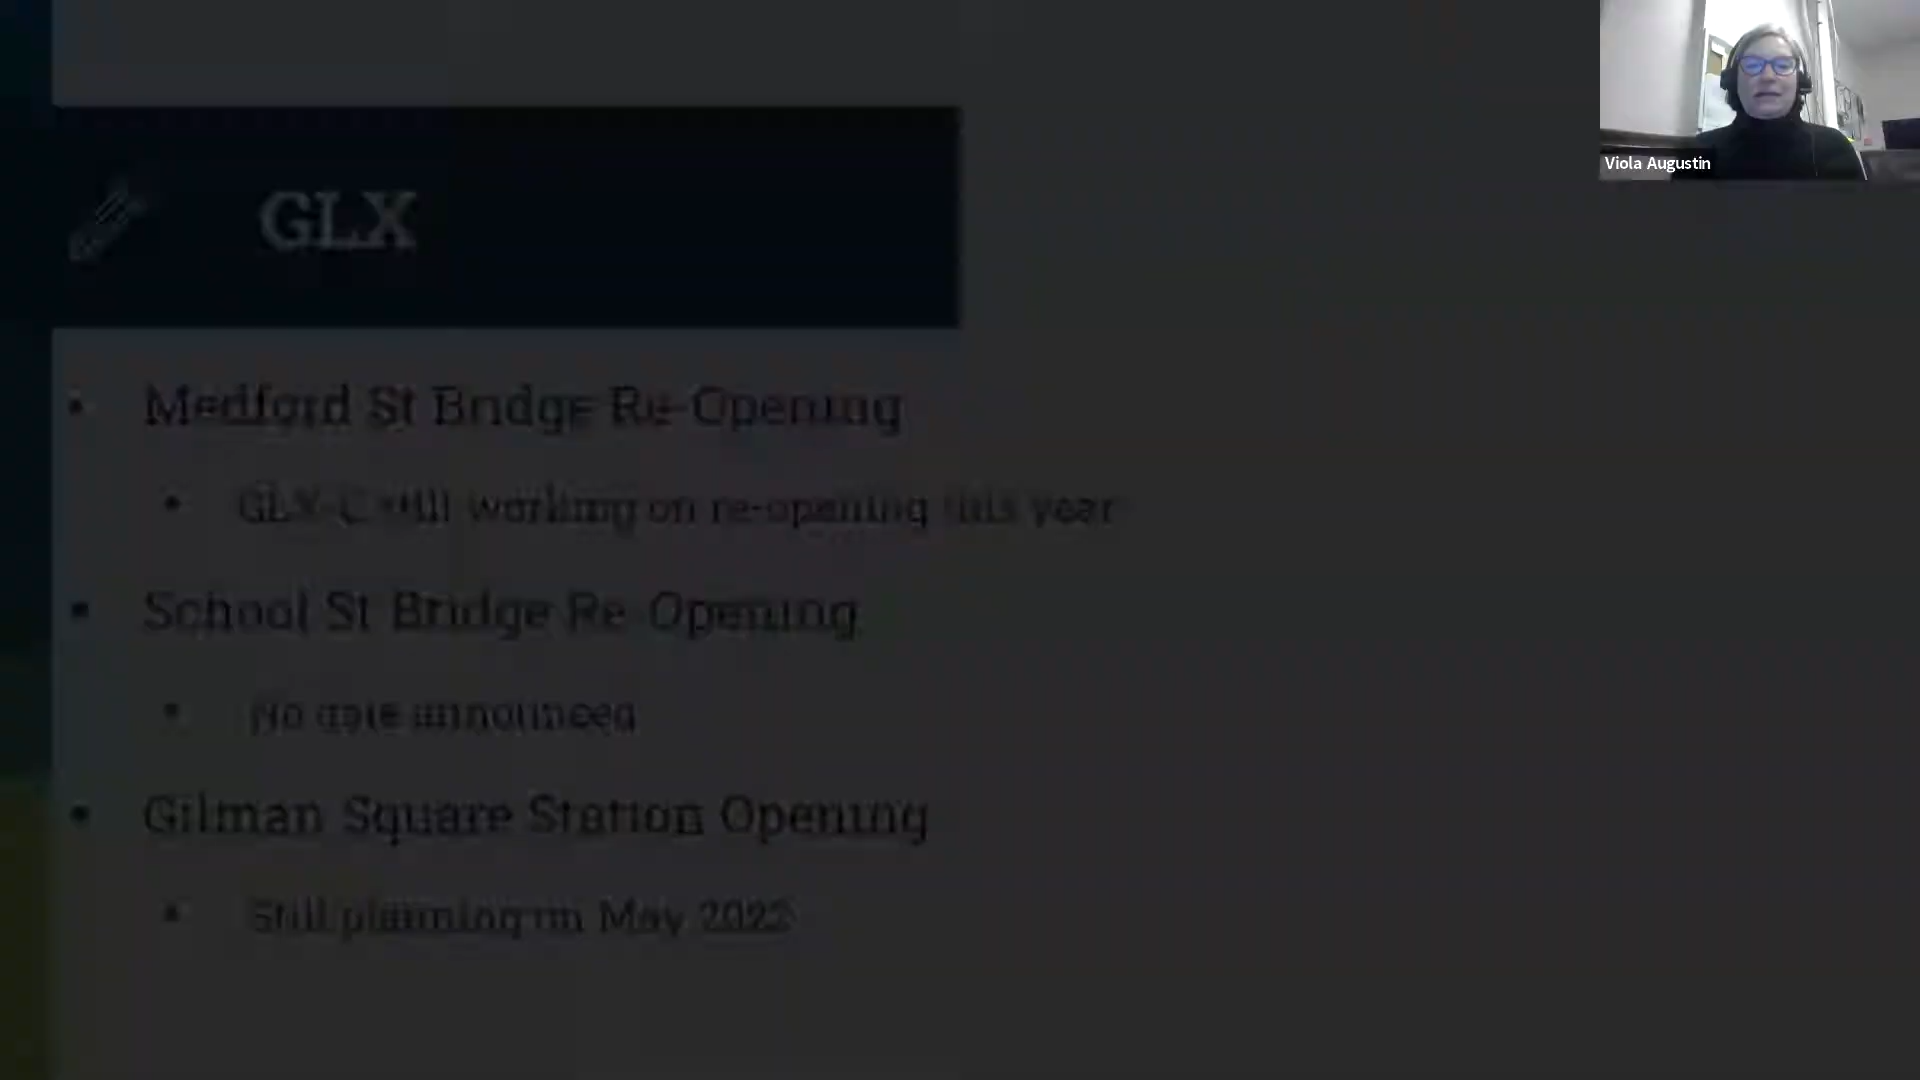 Viola Augustin
GLX
• Medford St Bridge Re-Opening
• GLX-C still working on re-opening this year
• School St Bridge Re-Opening
• No date announced
• Gilman Square Station Opening
• Still planning on May 2022